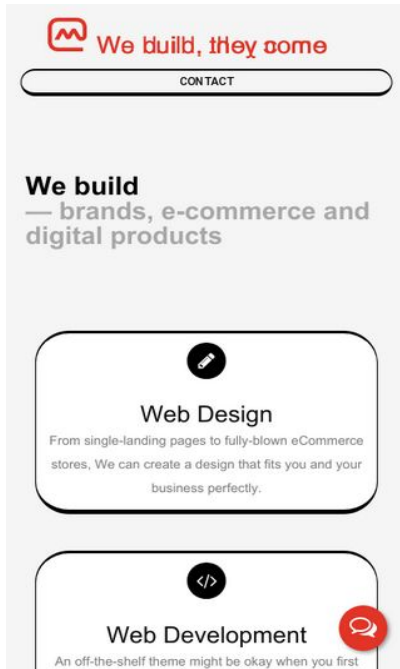 We build, they come
CONTACT
We build
— brands, e-commerce and
digital products
Web Design
From single-landing pages to fully-blown eCommerce
stores, We can create a design that fits you and your
business perfectly.
</>
Web Development
An off-the-shelf theme might be okay when you first